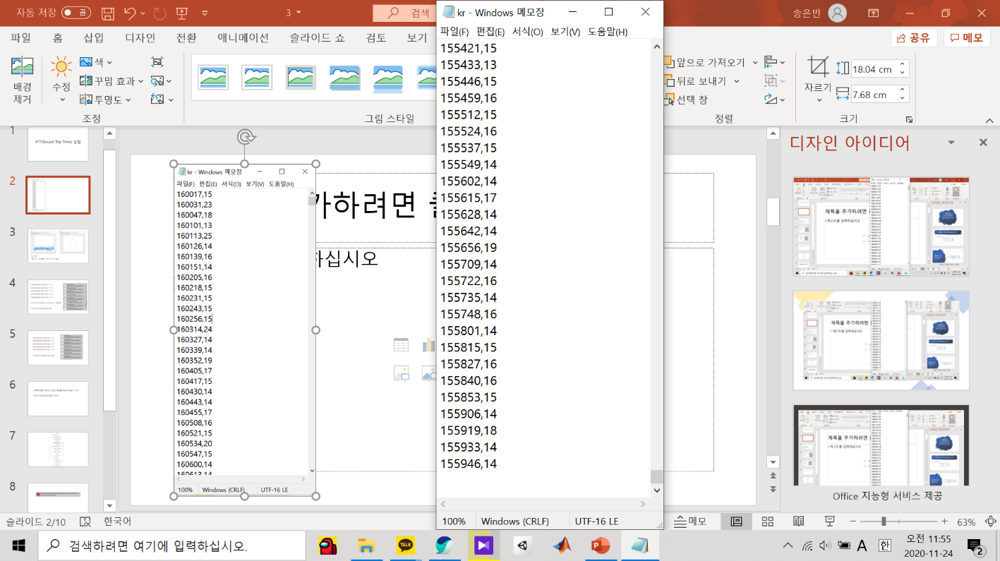 자동 저장 끔
3
검색
송은빈
파일 홈 삽입 디자인 전환 애니메이션 슬라이드 쇼 검토 보기
공유 메모
배경 제거
수정
색
꾸밈 효과
투명도
조정
그림 스타일
앞으로 가져오기
뒤로 보내기
선택 창
정렬
자르기
18.04 cm
7.68 cm
크기
kr - Windows 메모장
파일(F) 편집(E) 서식(O) 보기(V) 도움말(H)
155421,15
155433,13
155446,15
155459,16
155512,15
155524,16
155537,15
155549,14
155602,14
155615,17
155628,14
155642,14
155656,19
155709,14
155722,16
155735,14
155748,16
155801,14
155815,15
155827,16
155840,16
155853,15
155906,14
155919,18
155933,14
155946,14
100% Windows (CRLF) UTF-16 LE
1
RTT(Round Trip Time) 실험
2
3
4
5
6
7
8
kr - Windows 메모장
파일(F) 편집(E) 서식(O) 보기(V) 도움말(H)
160017,15
160031,23
160047,18
160101,13
160113,25
160126,14
160139,16
160151,14
160205,16
160218,15
160231,15
160243,15
160256,15
160314,24
160327,14
160339,14
160352,19
160405,17
160417,15
160430,14
160443,14
160455,17
160508,16
160521,15
160534,20
160547,15
160600,14
160613,14
100% Windows (CRLF) UTF-16 LE
가하려면
하십시오
디자인 아이디어
제목을 추가하려면
• 텍스트를 입력하십시오
제목을 추가하려면
• 텍스트를 입력하십시오
제목을 추가하려면
• 텍스트를 입력하십시오
Office 지능형 서비스 제공
슬라이드 2/10 한국어
메모
63%
검색하려면 여기에 입력하십시오.
TALK
A 한
오전 11:55
2020-11-24
2